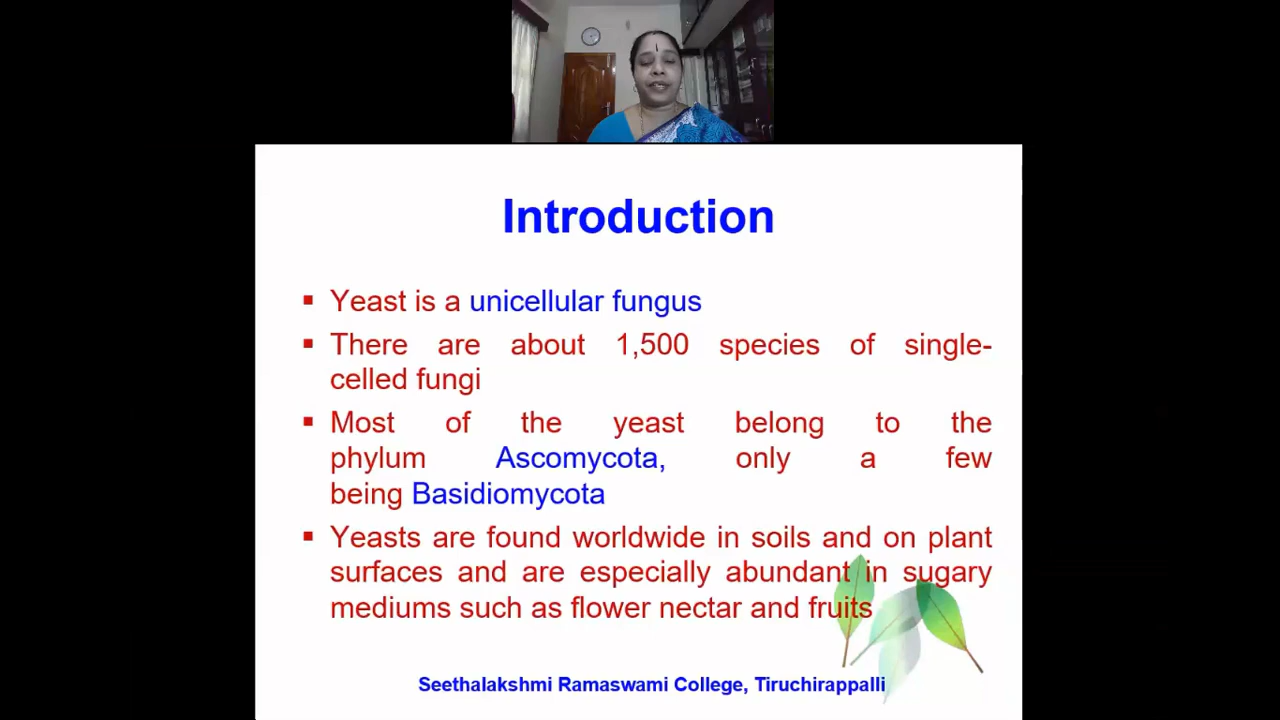 Introduction
▪ Yeast is a unicellular fungus
▪ There are about 1,500 species of single-
celled fungi
▪ Most of the yeast belong to the
phylum Ascomycota, only a few
being Basidiomycota
▪ Yeasts are found worldwide in soils and on plant
surfaces and are especially abundant in sugary
mediums such as flower nectar and fruits
Seethalakshmi Ramaswami College, Tiruchirappalli